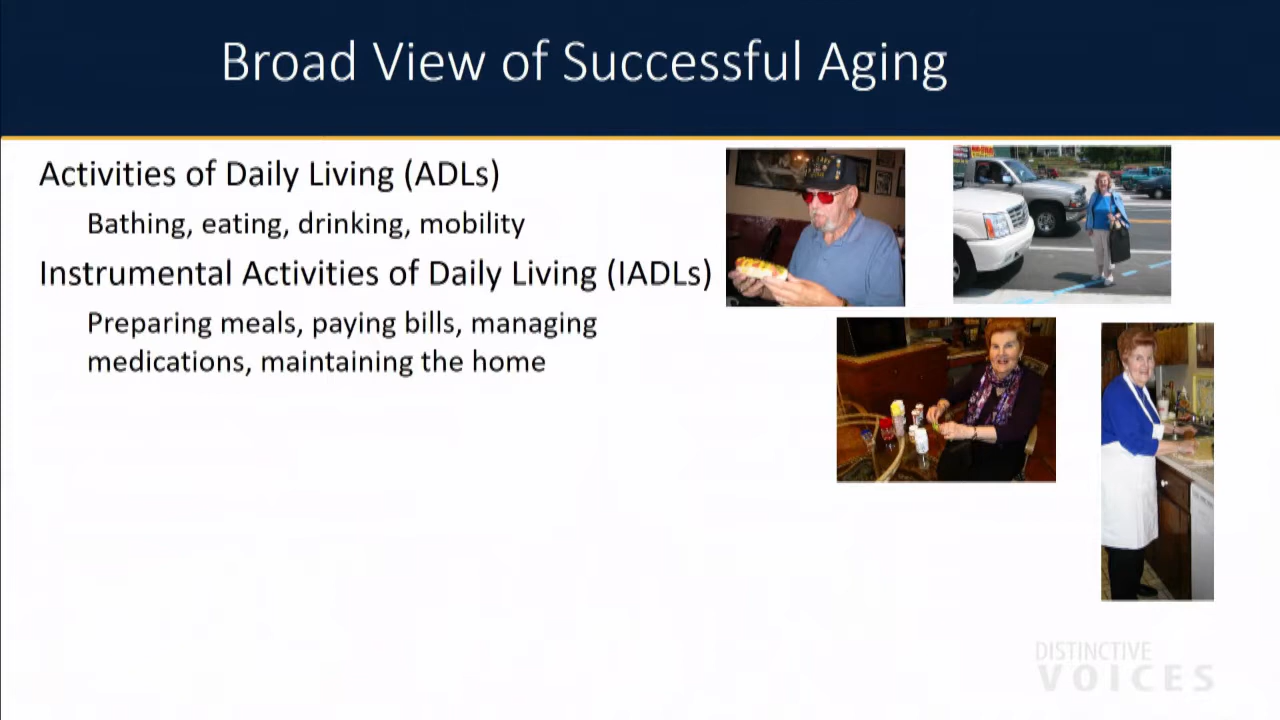 Broad View of Successful Aging
Activities of Daily Living (ADLs)
Bathing, eating, drinking, mobility
Instrumental Activities of Daily Living (IADLs)
Preparing meals, paying bills, managing
medications, maintaining the home
DISTINCTIVE
VOICES